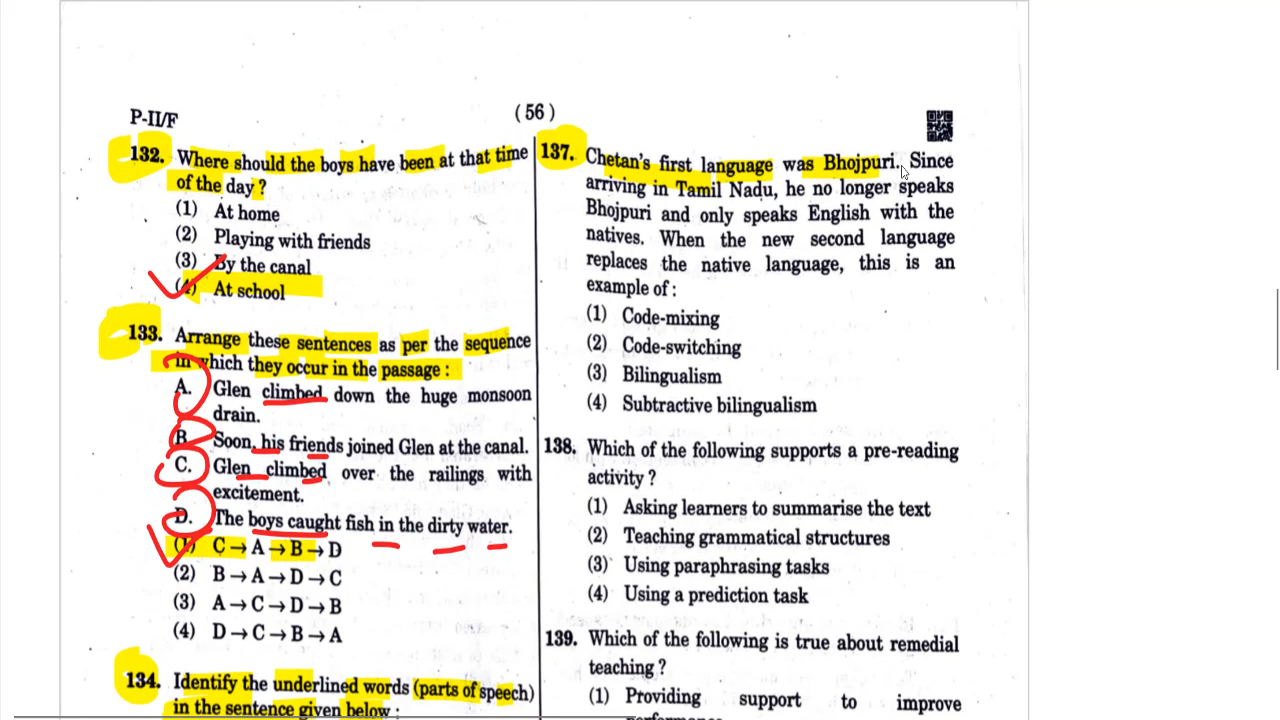 P-II/F
( 56 )
132. Where should the boys have been at that time
of the day ?
(1) At home
(2) Playing with friends
(3) By the canal
(4) At school
133. Arrange these sentences as per the sequence
in which they occur in the passage :
A. Glen climbed down the huge monsoon
drain.
B. Soon, his friends joined Glen at the canal.
C. Glen climbed over the railings with
excitement.
D. The boys caught fish in the dirty water.
(1) C → A → B → D
(2) B → A → D → C
(3) A → C → D → B
(4) D → C → B → A
134. Identify the underlined words (parts of speech)
in the sentence given below :
137. Chetan's first language was Bhojpuri. Since
arriving in Tamil Nadu, he no longer speaks
Bhojpuri and only speaks English with the
natives. When the new second language
replaces the native language, this is an
example of :
(1) Code-mixing
(2) Code-switching
(3) Bilingualism
(4) Subtractive bilingualism
138. Which of the following supports a pre-reading
activity ?
(1) Asking learners to summarise the text
(2) Teaching grammatical structures
(3) Using paraphrasing tasks
(4) Using a prediction task
139. Which of the following is true about remedial
teaching ?
(1) Providing support to improve